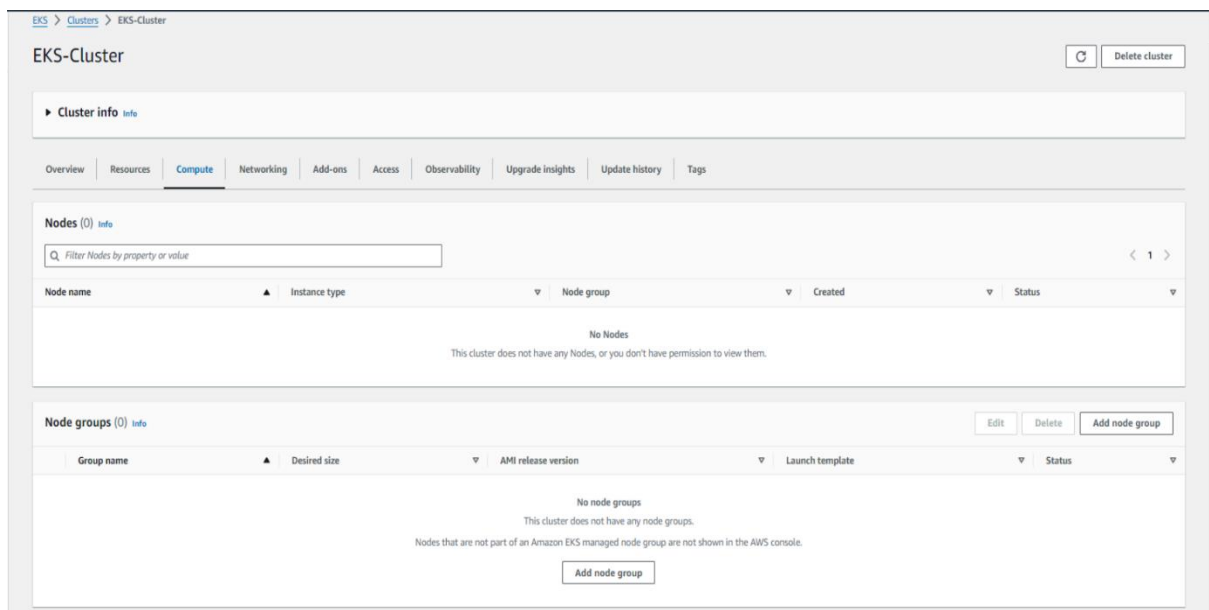 EKS > Clusters > EKS-Cluster
EKS-Cluster
Delete cluster
Cluster info Info
Overview Resources Compute Networking Add-ons Access Observability Upgrade insights Update history Tags
Nodes (0) Info
Filter Nodes by property or value
< 1 >
Node name Instance type Node group Created Status
No Nodes
This cluster does not have any Nodes, or you don't have permission to view them.
Node groups (0) Info Edit Delete Add node group
Group name Desired size AMI release version Launch template Status
No node groups
This cluster does not have any node groups.
Nodes that are not part of an Amazon EKS managed node group are not shown in the AWS console.
Add node group